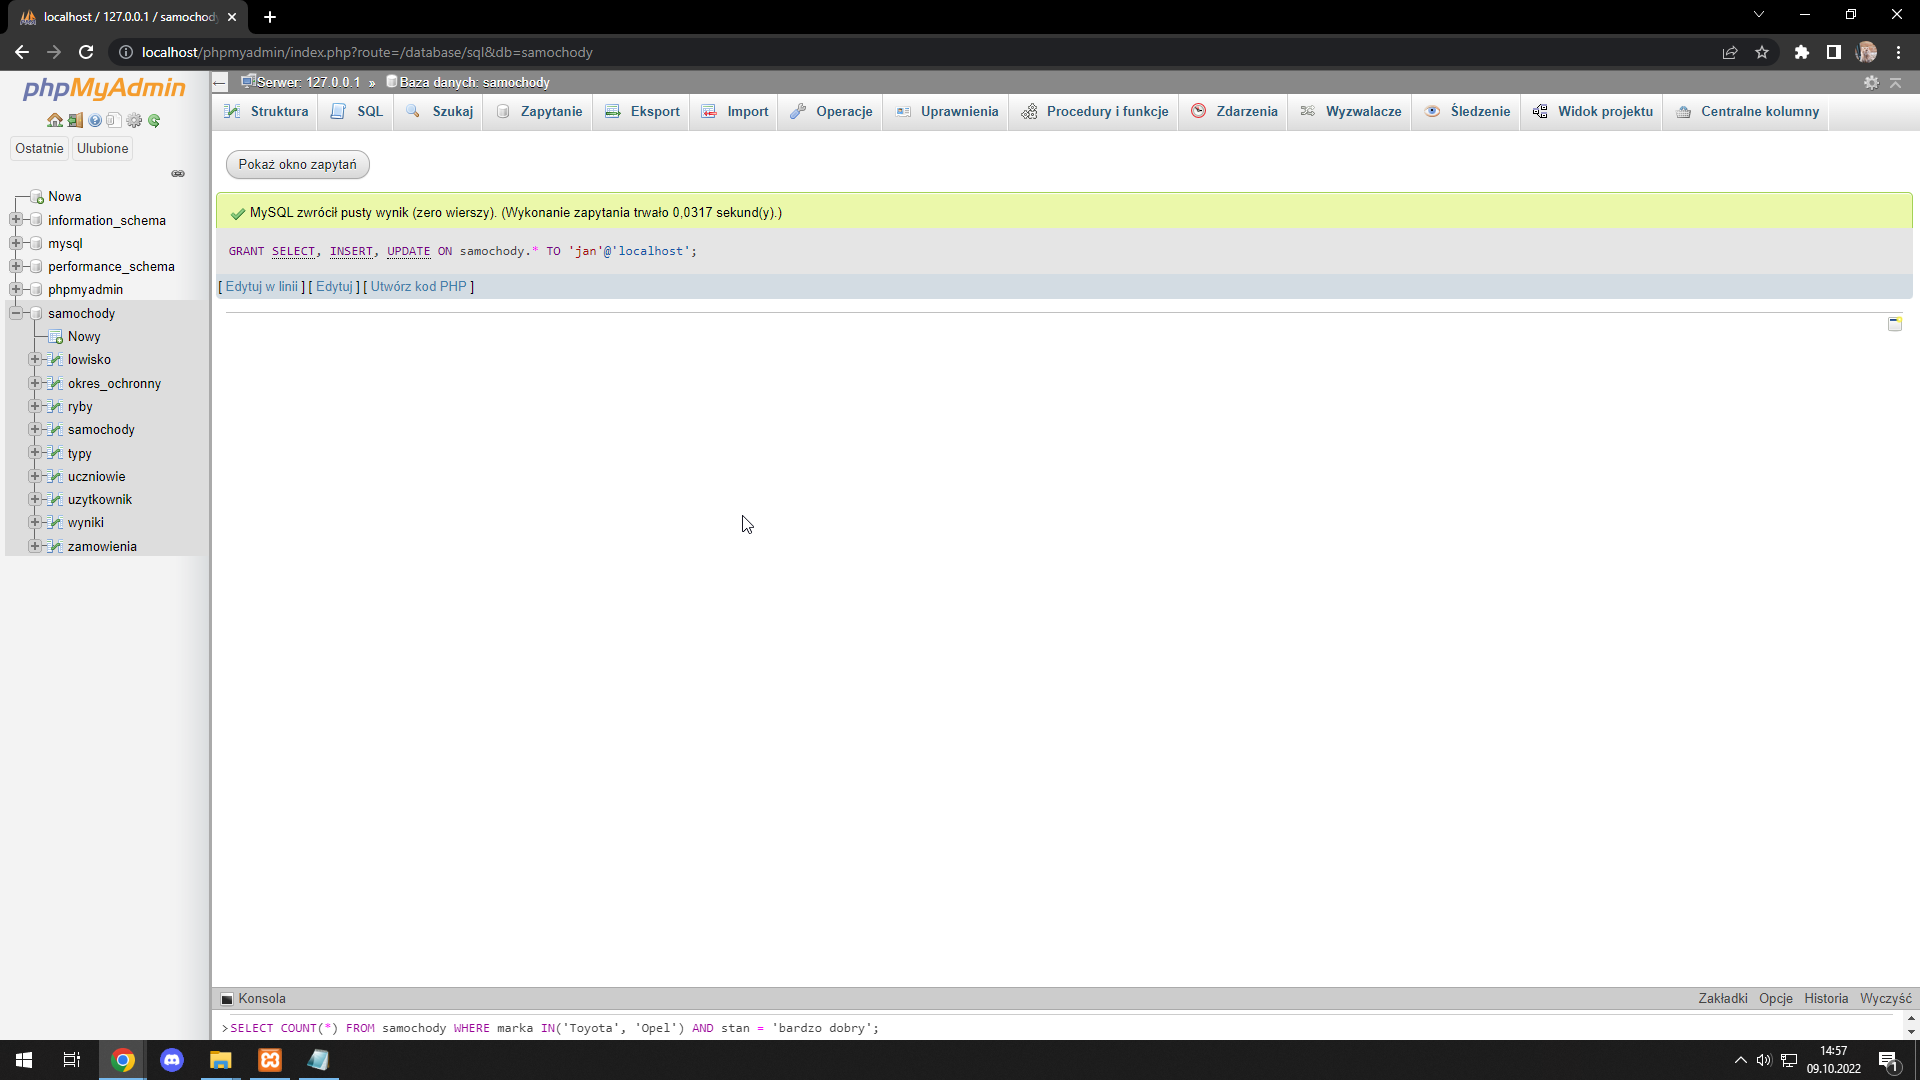 localhost / 127.0.0.1 / samochody
localhost/phpmyadmin/index.php?route=/database/sql&db=samochody
phpMyAdmin
Ostatnie
Ulubione
Nowa
information_schema
mysql
performance_schema
phpmyadmin
samochody
Nowy
lowisko
okres_ochronny
ryby
samochody
typy
uczniowie
uzytkownik
wyniki
zamowienia
Serwer: 127.0.0.1 » Baza danych: samochody
Struktura SQL Szukaj Zapytanie Eksport Import Operacje Uprawnienia Procedury i funkcje Zdarzenia Wyzwalacze Śledzenie Widok projektu Centralne kolumny
Pokaż okno zapytań
MySQL zwrócił pusty wynik (zero wierszy). (Wykonanie zapytania trwało 0,0317 sekund(y).)
GRANT SELECT, INSERT, UPDATE ON samochody.* TO 'jan'@'localhost';
[ Edytuj w linii ] [ Edytuj ] [ Utwórz kod PHP ]
Konsola
Zakładki Opcje Historia Wyczyść
>SELECT COUNT(*) FROM samochody WHERE marka IN('Toyota', 'Opel') AND stan = 'bardzo dobry';
14:57
09.10.2022
1